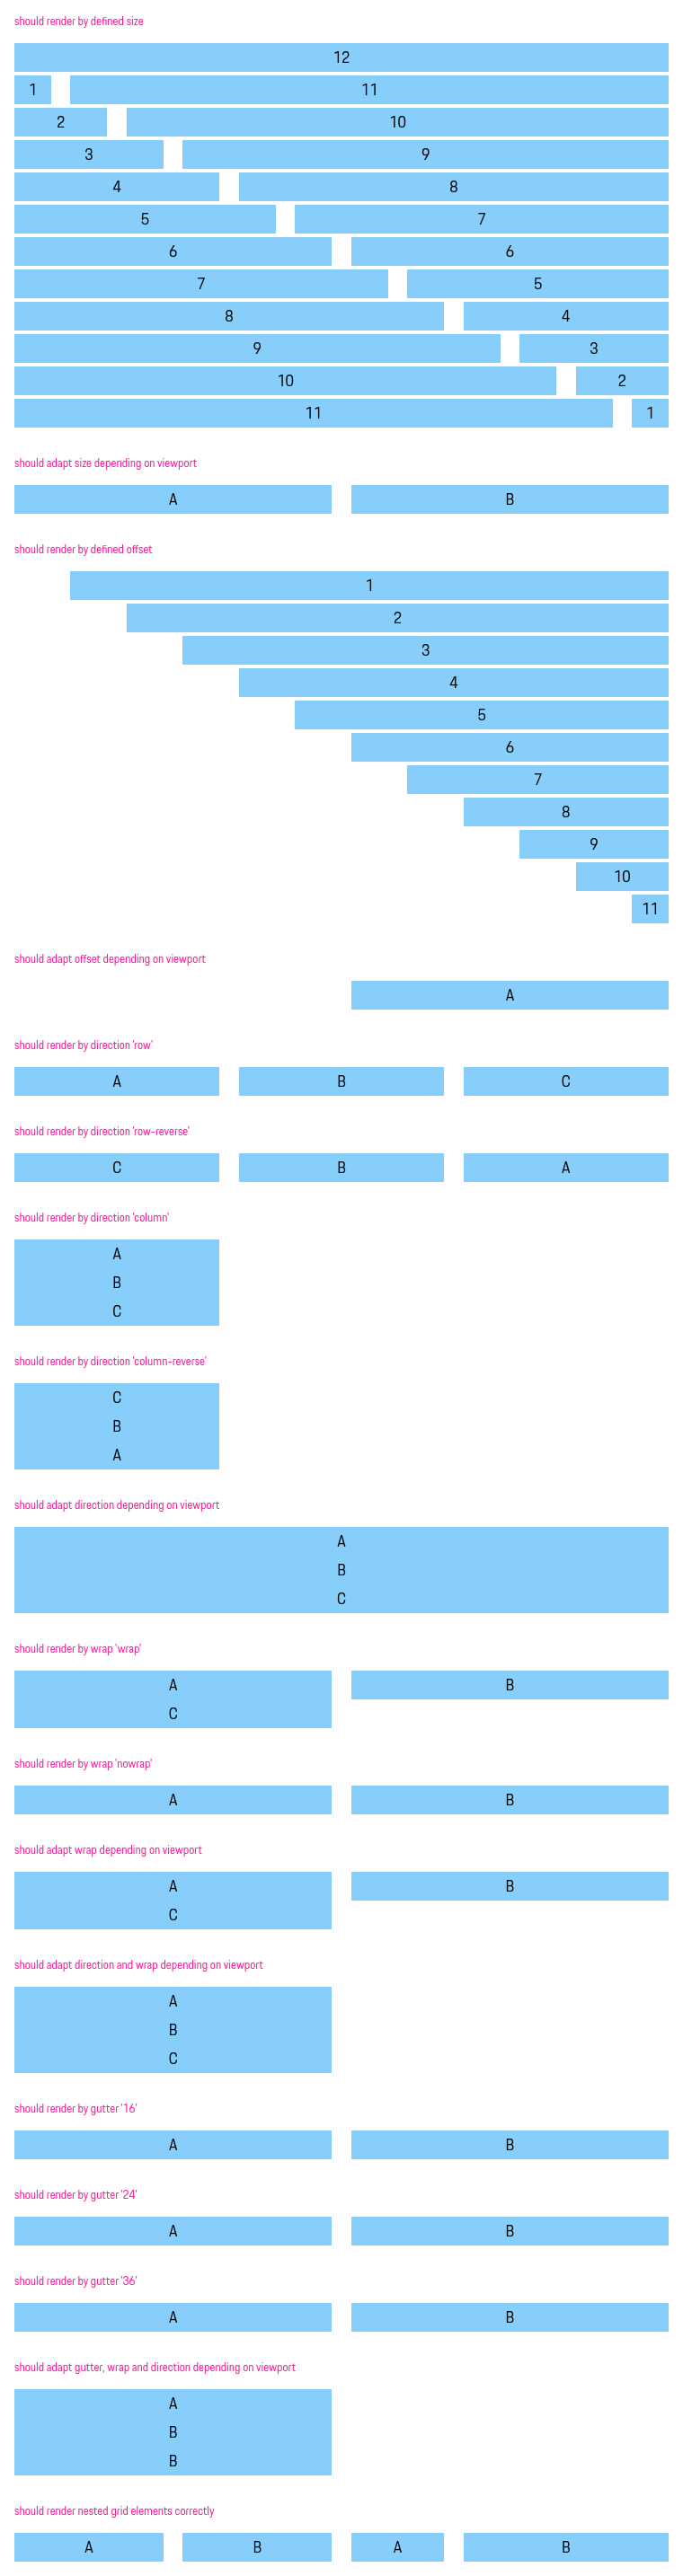 should render by defined size
12
1 11
2 10
3 9
4 8
5 7
6 6
7 5
8 4
9 3
10 2
11 1
should adapt size depending on viewport
A B
should render by defined offset
1
2
3
4
5
6
7
8
9
10
11
should adapt offset depending on viewport
A
should render by direction 'row'
A B C
should render by direction 'row-reverse'
C B A
should render by direction 'column'
A
B
C
should render by direction 'column-reverse'
C
B
A
should adapt direction depending on viewport
A
B
C
should render by wrap 'wrap'
A B
C
should render by wrap 'nowrap'
A B
should adapt wrap depending on viewport
A B
C
should adapt direction and wrap depending on viewport
A
B
C
should render by gutter '16'
A B
should render by gutter '24'
A B
should render by gutter '36'
A B
should adapt gutter, wrap and direction depending on viewport
A
B
B
should render nested grid elements correctly
A B A B